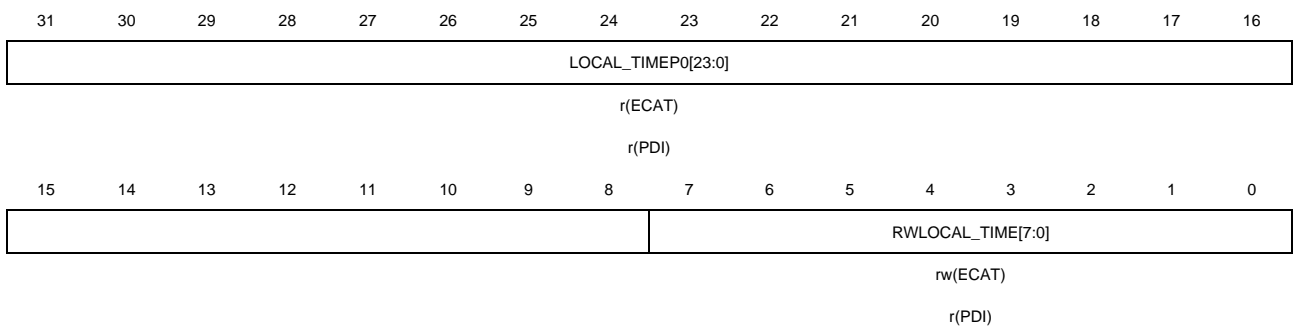 31 30 29 28 27 26 25 24 23 22 21 20 19 18 17 16
LOCAL_TIMEP0[23:0]
r(ECAT)
r(PDI)
15 14 13 12 11 10 9 8 7 6 5 4 3 2 1 0
RWLOCAL_TIME[7:0]
rw(ECAT)
r(PDI)